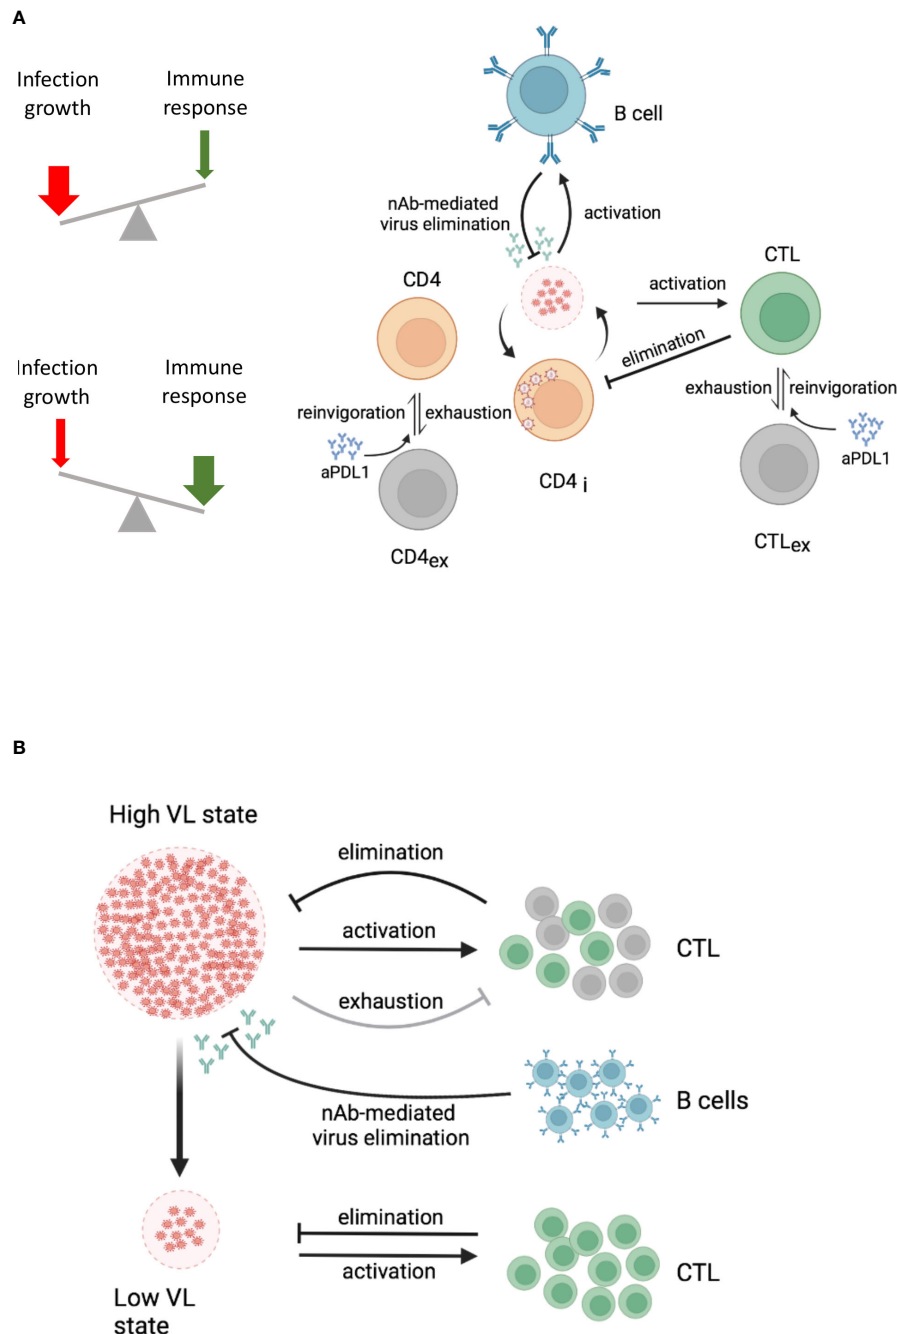 A
Infection
growth
Immune
response
B cell
nAb-mediated
virus elimination
activation
CD4
CTL
activation
elimination
Infection
growth
Immune
response
reinvigoration
exhaustion
exhaustion
reinvigoration
aPDL1
aPDL1
CD4 i
CD4ex
CTLex
B
High VL state
elimination
activation
CTL
exhaustion
nAb-mediated
virus elimination
B cells
elimination
activation
CTL
Low VL
state